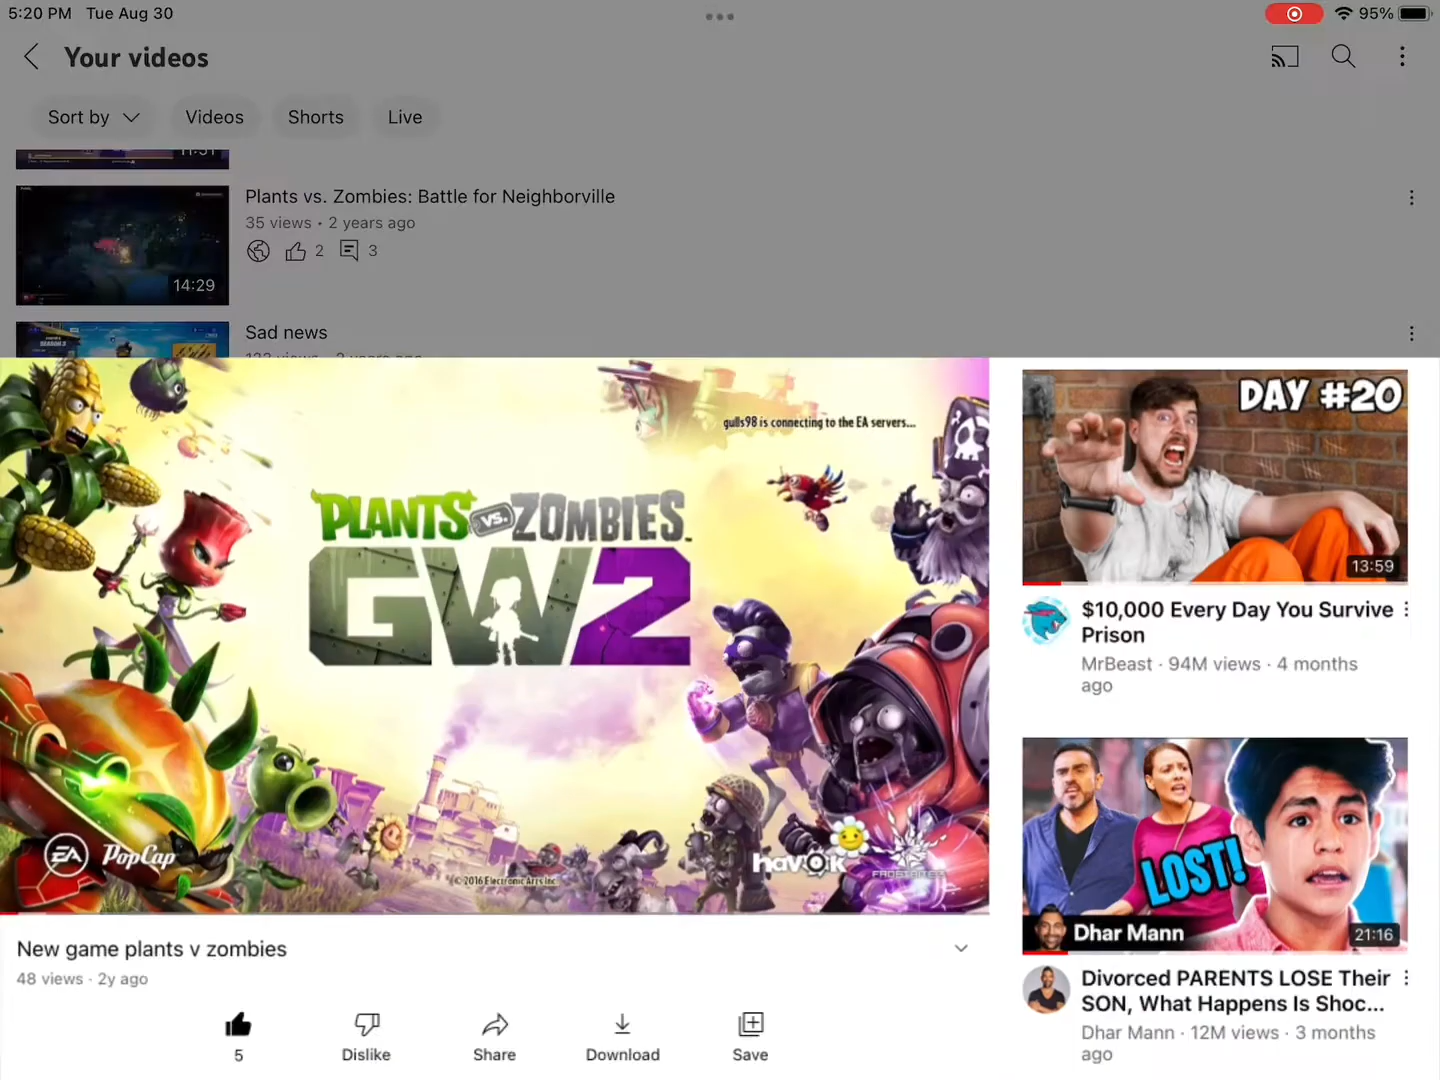 5:20 PM Tue Aug 30
95%
Your videos
Sort by
Videos
Shorts
Live
11:31
Plants vs. Zombies: Battle for Neighborville
35 views • 2 years ago
2
3
14:29
Sad news
gulls98 is connecting to the EA servers...
PLANTS VS. ZOMBIES
GW2
EA PopCap
© 2016 Electronic Arts Inc.
havok
FROSTBITE
New game plants v zombies
48 views · 2y ago
5
Dislike
Share
Download
Save
DAY #20
13:59
$10,000 Every Day You Survive
Prison
MrBeast · 94M views · 4 months
ago
LOST!
Dhar Mann
21:16
Divorced PARENTS LOSE Their
SON, What Happens Is Shoc...
Dhar Mann · 12M views · 3 months
ago